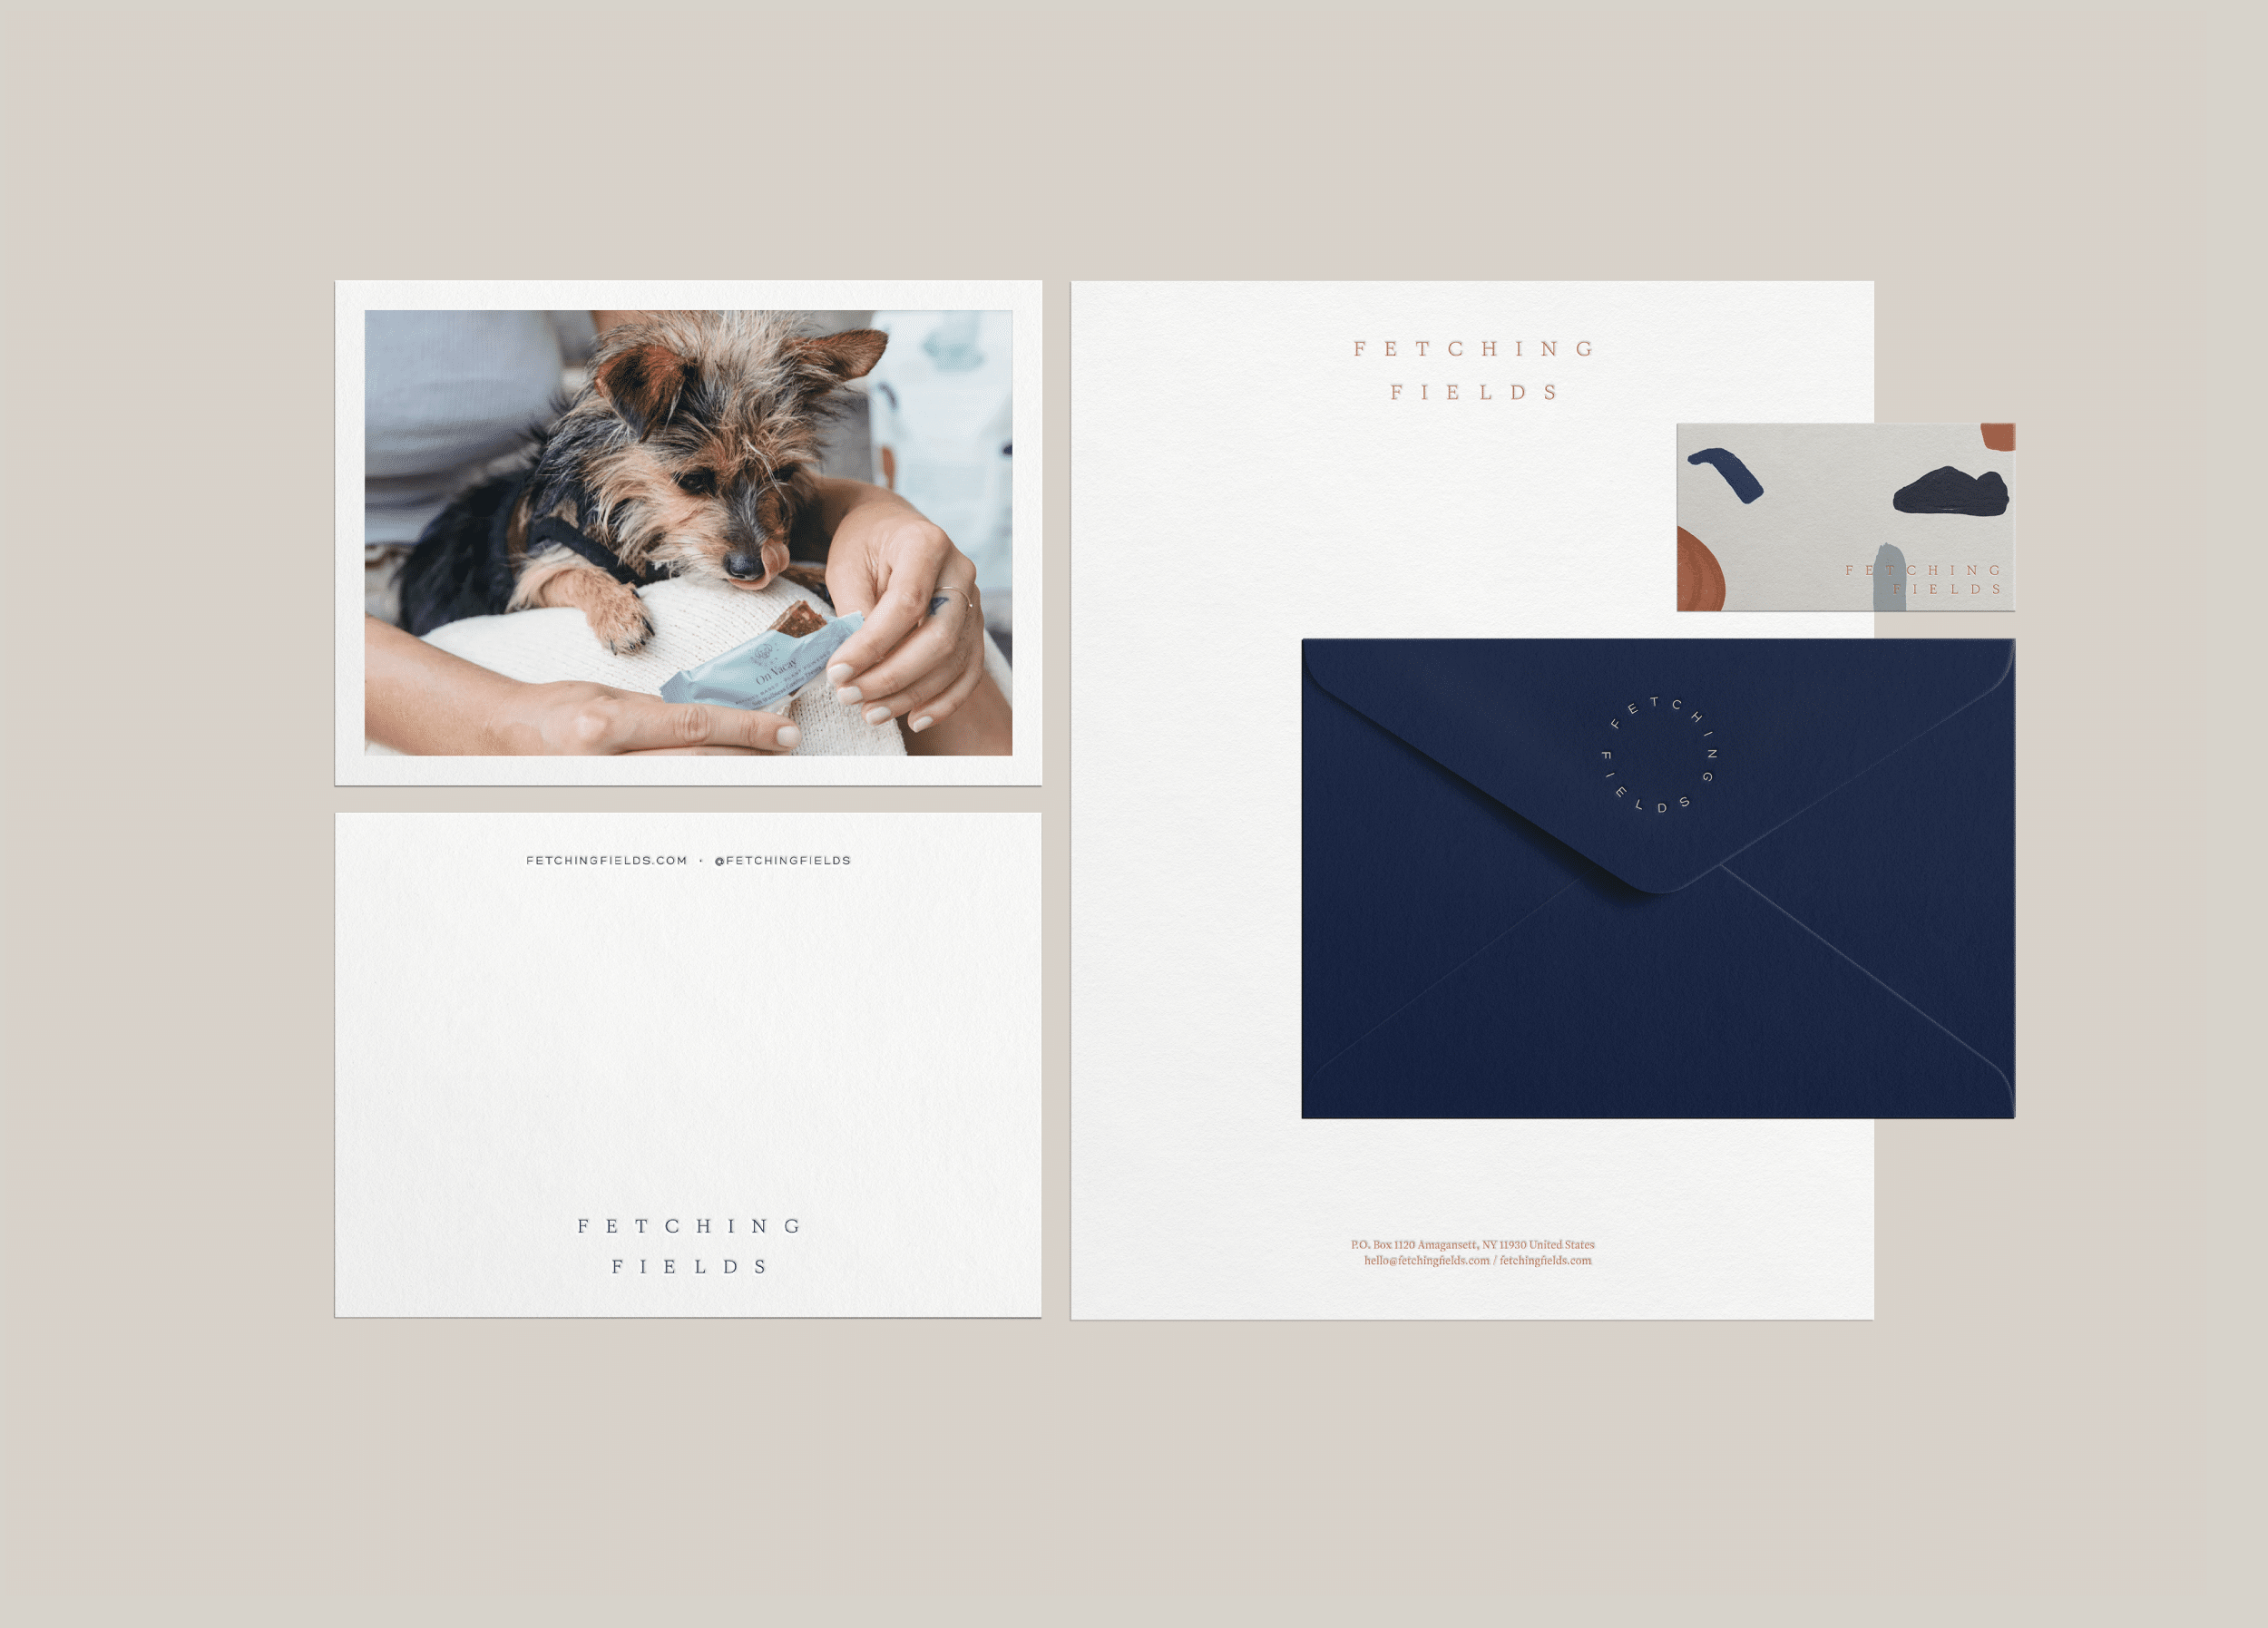 On Vacay
FETCHINGFIELDS.COM · @FETCHINGFIELDS
FETCHING
FIELDS
FETCHING
FIELDS
FETCHING
FIELDS
FETCHING FIELDS
P.O. Box 1120 Amagansett, NY 11930 United States
hello@fetchingfields.com / fetchingfields.com